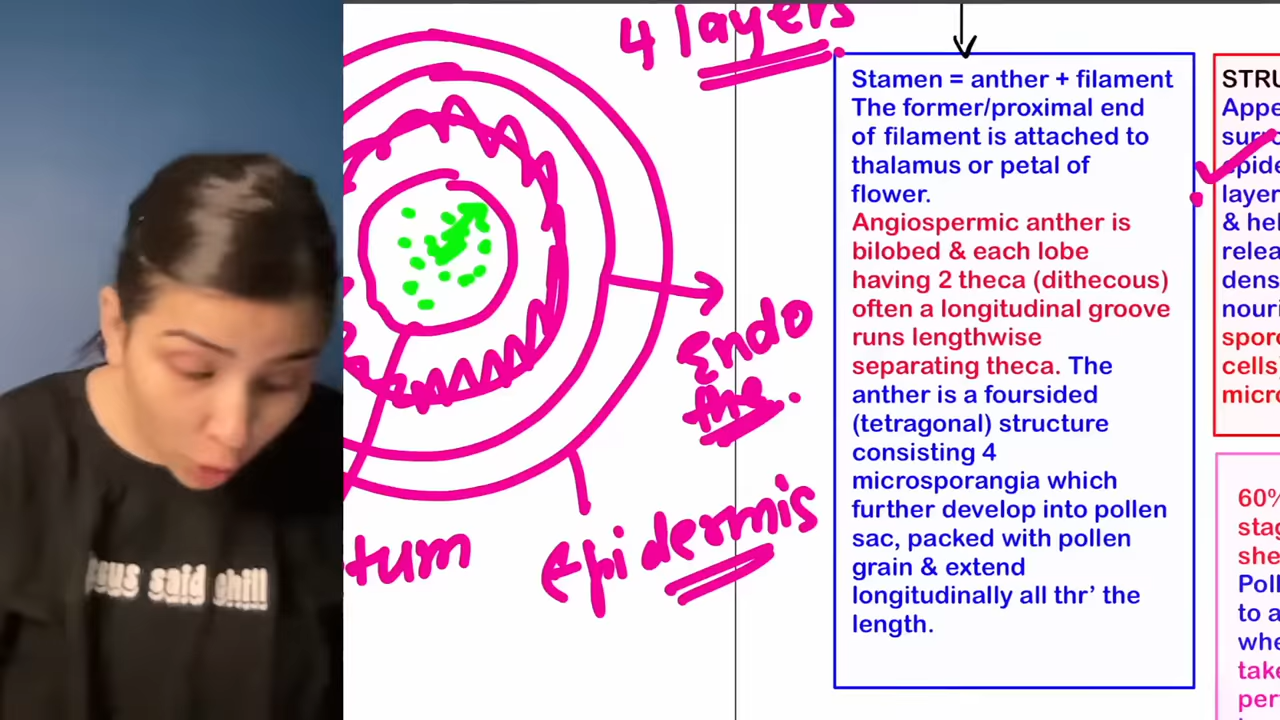 4 layers
Endo
the.
epidermis
tum
said chill
Stamen = anther + filament
The former/proximal end
of filament is attached to
thalamus or petal of
flower.
Angiospermic anther is
bilobed & each lobe
having 2 theca (dithecous)
often a longitudinal groove
runs lengthwise
separating theca. The
anther is a foursided
(tetragonal) structure
consisting 4
microsporangia which
further develop into pollen
sac, packed with pollen
grain & extend
longitudinally all thr’ the
length.
STRU
Appe
surro
epide
layer
& hel
relea
dens
nouri
sporo
cells
micro
60%
stag
she
Poll
to a
whe
take
per